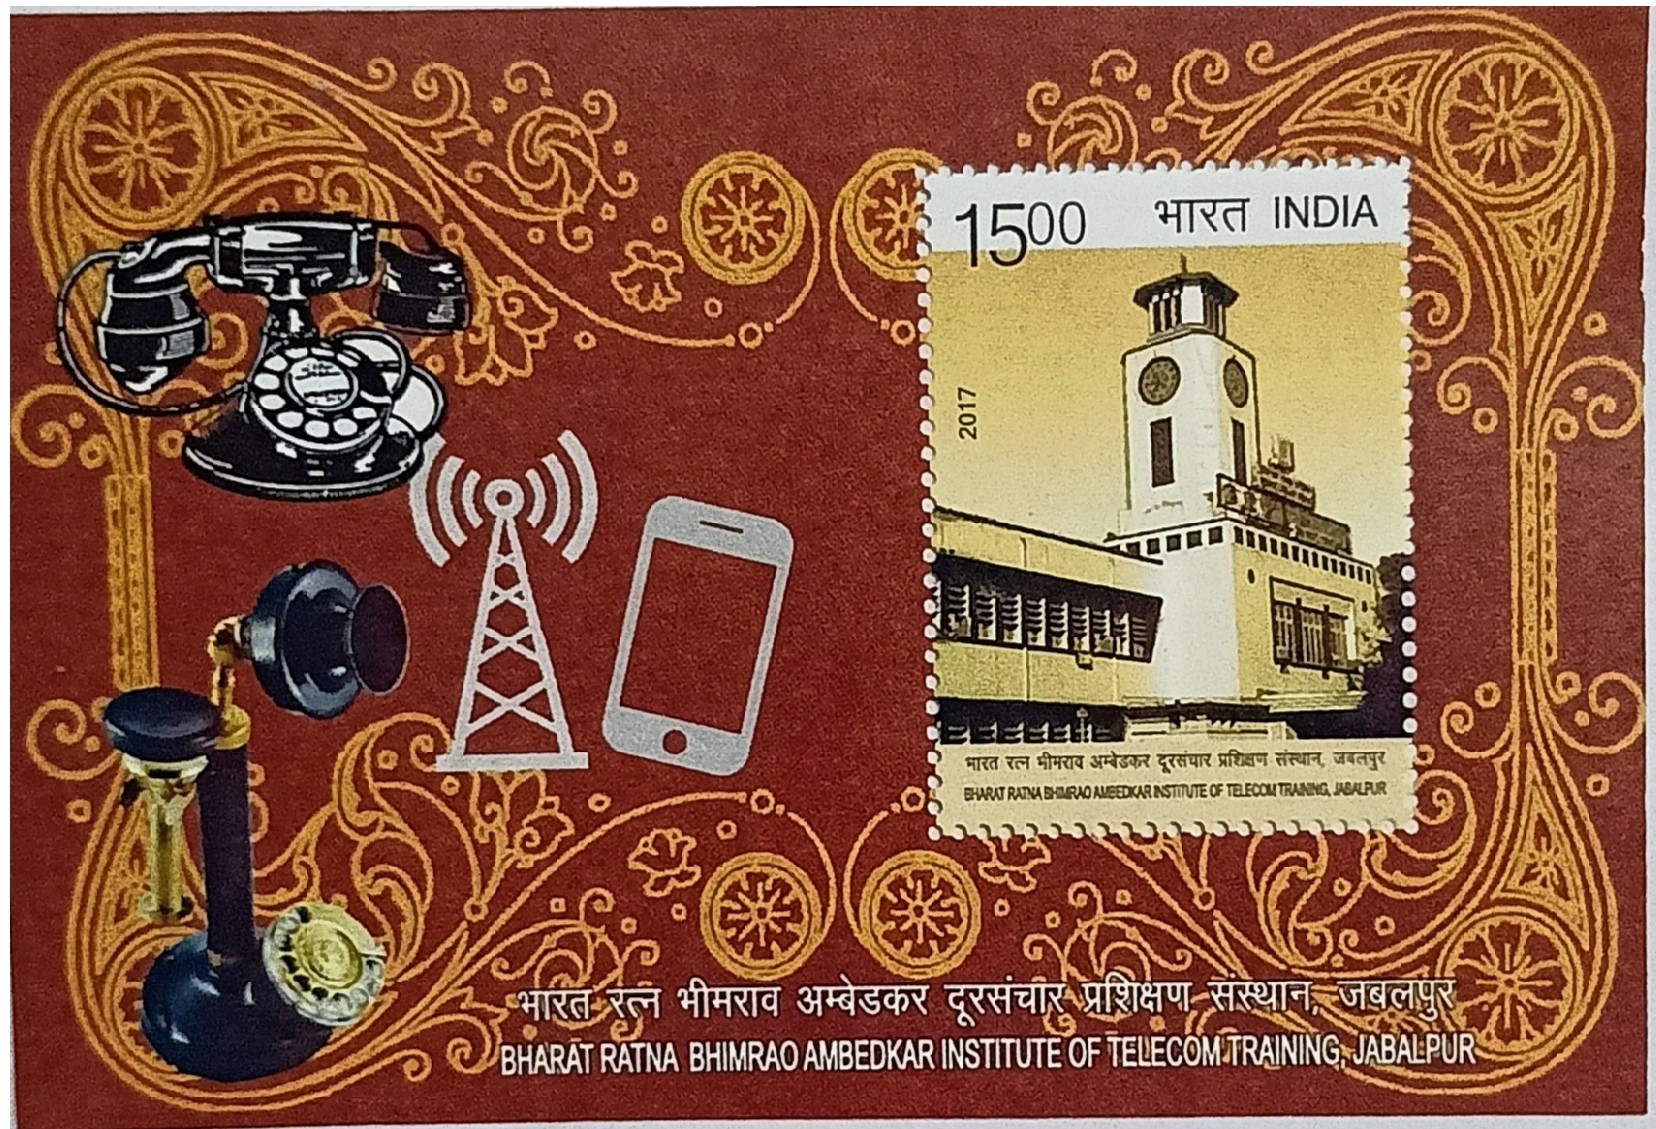 1500 भारत INDIA
2017
भारत रत्न भीमराव अम्बेडकर दूरसंचार प्रशिक्षण संस्थान, जबलपुर
BHARAT RATNA BHIMRAO AMBEDKAR INSTITUTE OF TELECOM TRAINING, JABALPUR
भारत रत्न भीमराव अम्बेडकर दूरसंचार प्रशिक्षण संस्थान, जबलपुर
BHARAT RATNA BHIMRAO AMBEDKAR INSTITUTE OF TELECOM TRAINING, JABALPUR